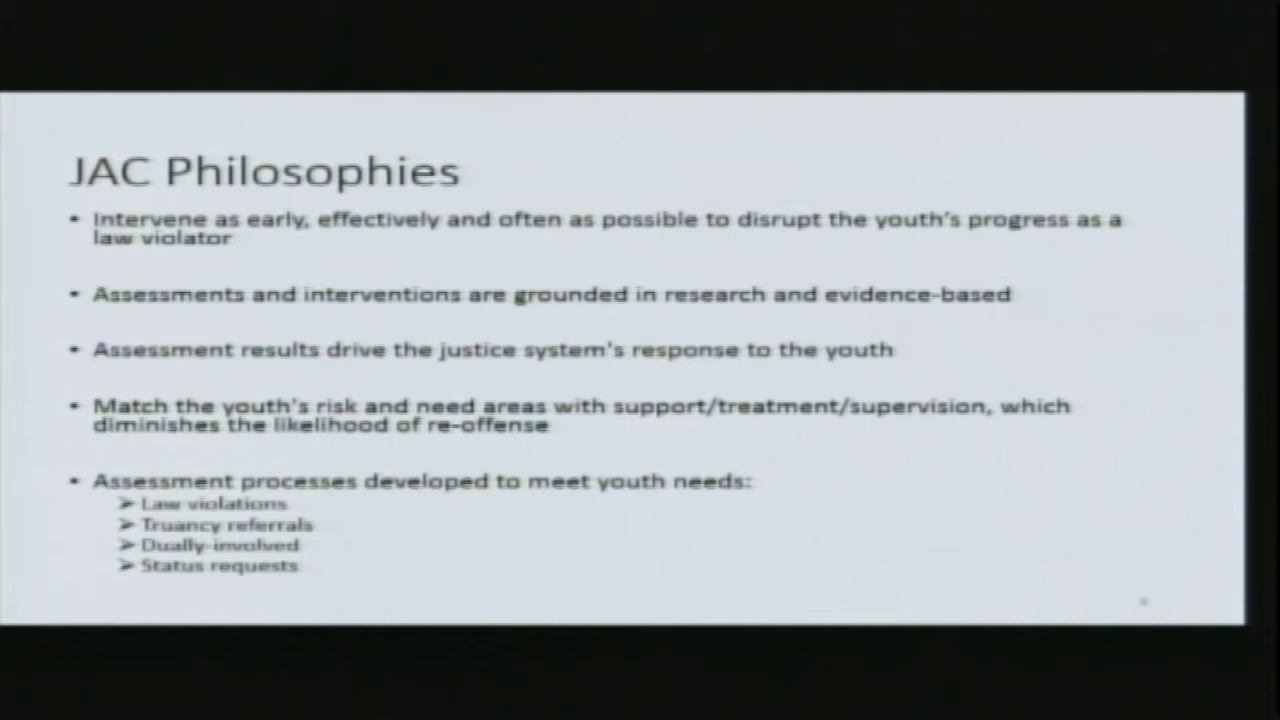 JAC Philosophies
• Intervene as early, effectively and often as possible to disrupt the youth's progress as a
law violator
• Assessments and interventions are grounded in research and evidence-based
• Assessment results drive the justice system's response to the youth
• Match the youth's risk and need areas with support/treatment/supervision, which
diminishes the likelihood of re-offense
• Assessment processes developed to meet youth needs:
➢ Law violations
➢ Truancy referrals
➢ Dually-involved
➢ Status requests